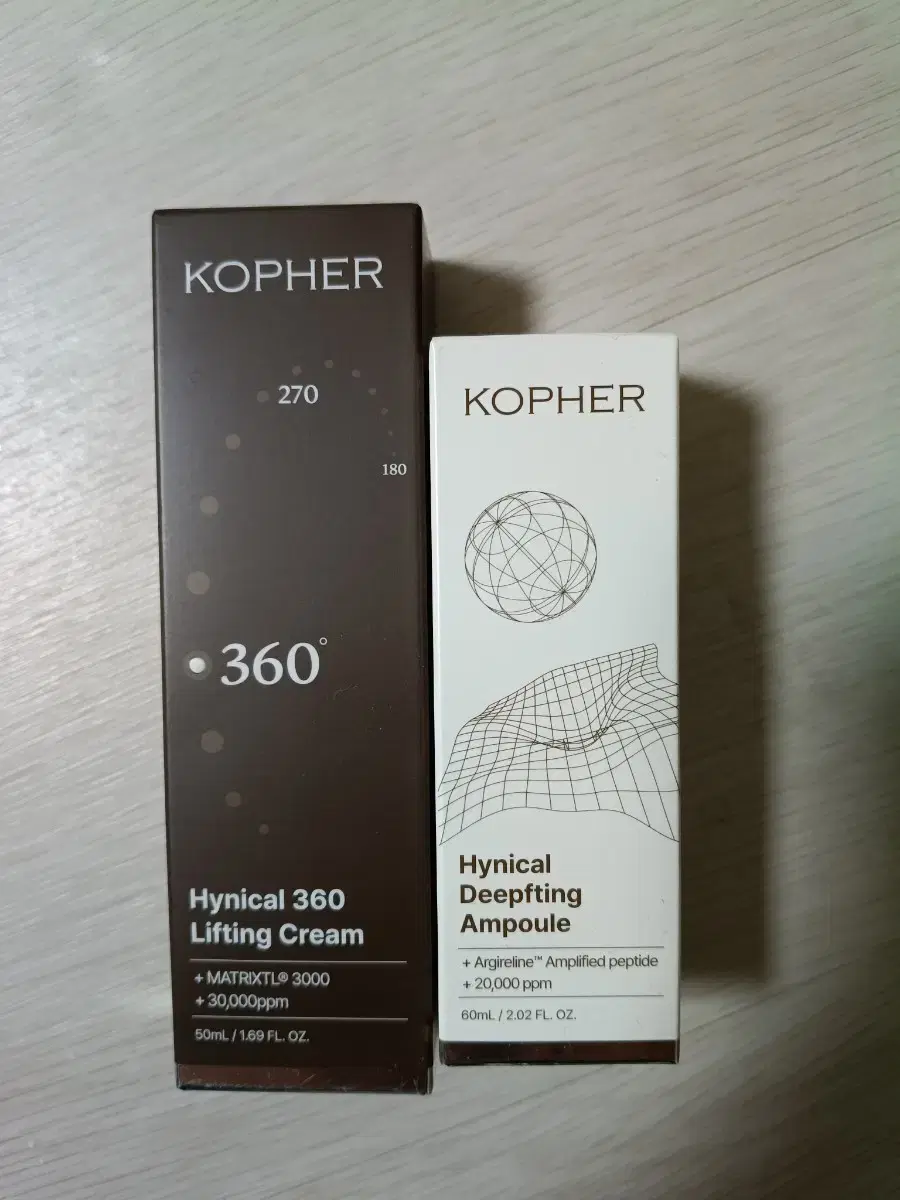 KOPHER
270
180
360°
Hynical 360
Lifting Cream
+ MATRIXTL® 3000
+ 30,000ppm
50mL / 1.69 FL. OZ.
KOPHER
Hynical
Deepfting
Ampoule
+ Argireline™ Amplified peptide
+ 20,000 ppm
60mL / 2.02 FL. OZ.